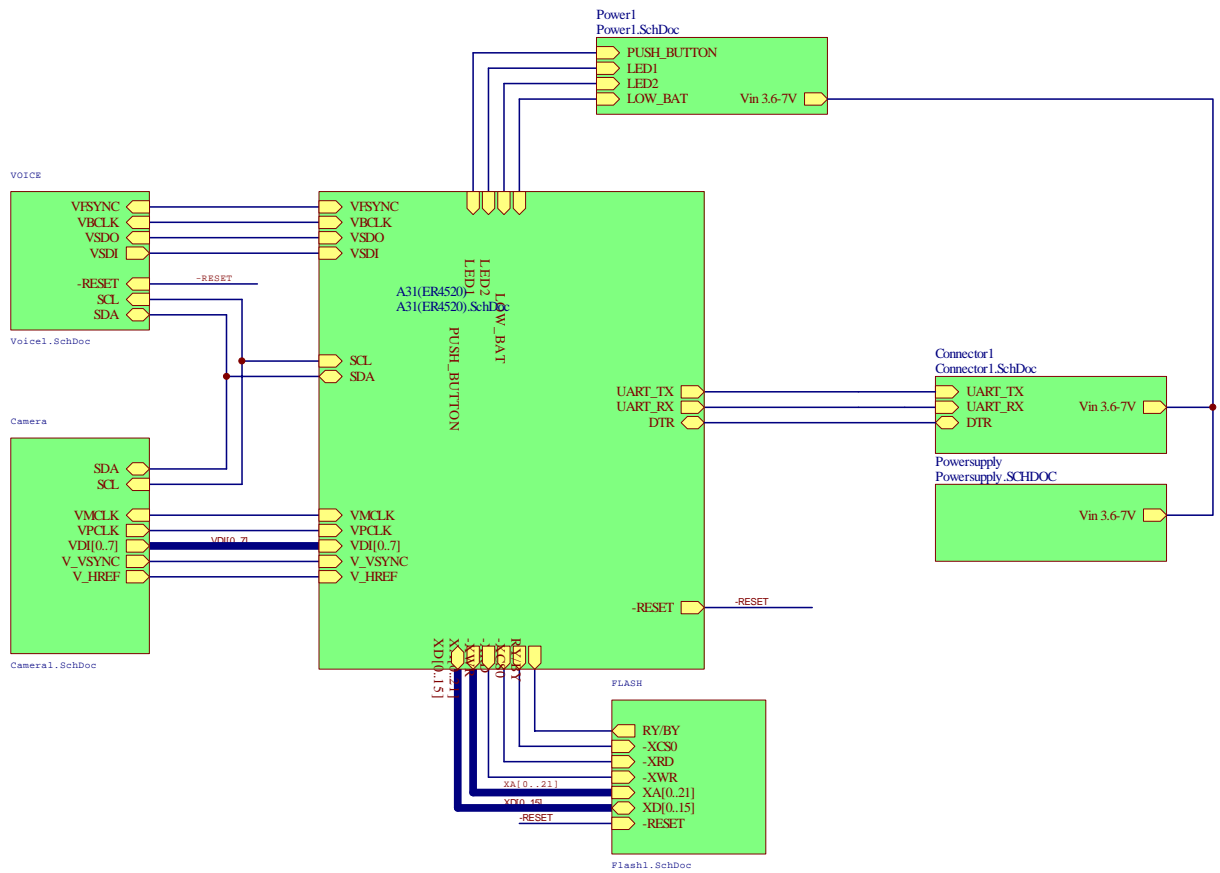 Power1
Power1.SchDoc
PUSH_BUTTON
LED1
LED2
LOW_BAT
Vin 3.6-7V
VOICE
VFSYNC
VBCLK
VSDO
VSDI
-RESET
SCL
SDA
Voice1.SchDoc
-RESET
VFSYNC
VBCLK
VSDO
VSDI
LED1
LED2
LOW_BAT
PUSH_BUTTON
A31(ER4520)
A31(ER4520).SchDoc
SCL
SDA
UART_TX
UART_RX
DTR
Connector1
Connector1.SchDoc
UART_TX
UART_RX
DTR
Vin 3.6-7V
Powersupply
Powersupply.SCHDOC
Vin 3.6-7V
Camera
SDA
SCL
VMCLK
VPCLK
VDI[0..7]
V_VSYNC
V_HREF
Camera1.SchDoc
VDI[0..7]
VMCLK
VPCLK
VDI[0..7]
V_VSYNC
V_HREF
-RESET
-RESET
XD[0..15]
-XWR
-XCS0
RY/BY
FLASH
RY/BY
-XCS0
-XRD
-XWR
XA[0..21]
XD[0..15]
-RESET
XA[0..21]
XD[0..15]
-RESET
Flash1.SchDoc